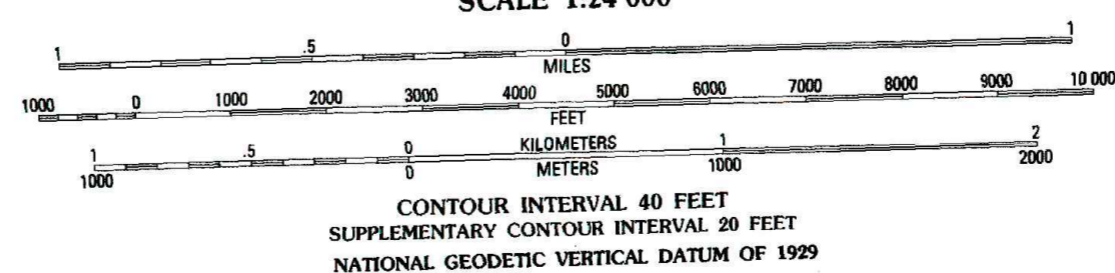 SCALE 1:24 000
1 .5 0 1
MILES
1000 0 1000 2000 3000 4000 5000 6000 7000 8000 9000 10 000
FEET
1 .5 0 KILOMETERS 1 2
1000 0 METERS 1000 2000
CONTOUR INTERVAL 40 FEET
SUPPLEMENTARY CONTOUR INTERVAL 20 FEET
NATIONAL GEODETIC VERTICAL DATUM OF 1929